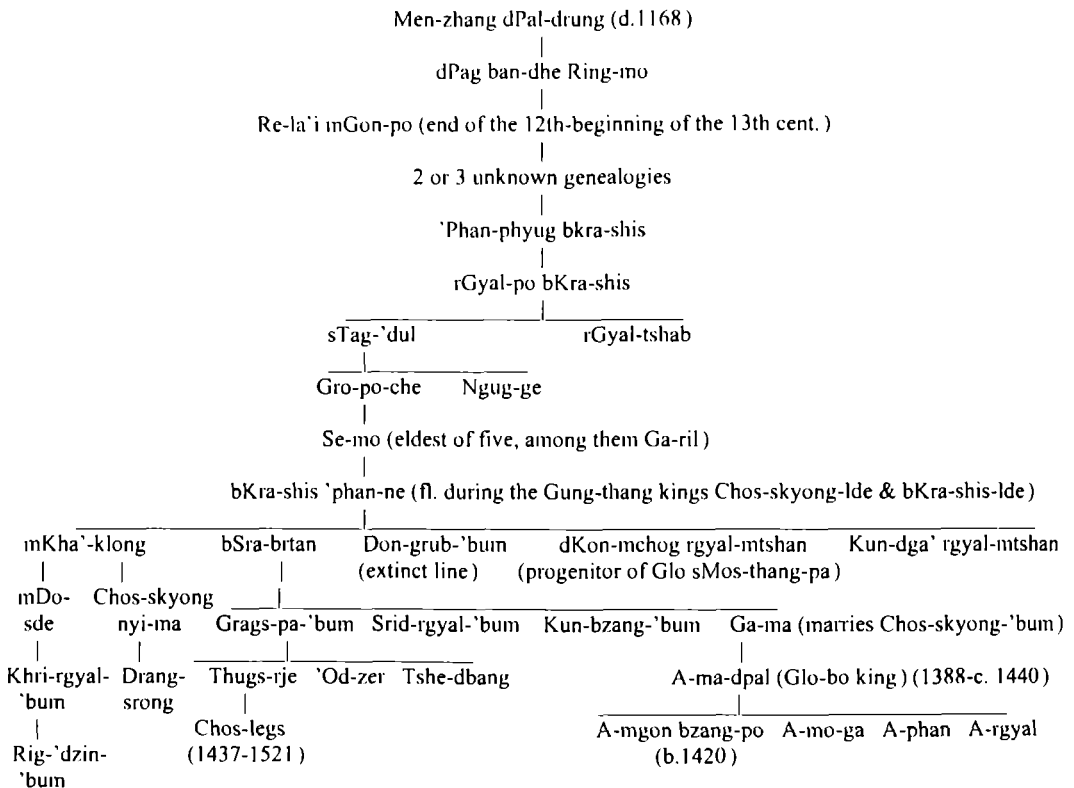 Men-zhang dPal-drung (d.1168)
dPag ban-dhe Ring-mo
Re-la'i mGon-po (end of the 12th-beginning of the 13th cent.)
2 or 3 unknown genealogies
'Phan-phyug bkra-shis
rGyal-po bKra-shis
sTag-'dul rGyal-tshab
Gro-po-che Ngug-ge
Se-mo (eldest of five, among them Ga-ril)
bKra-shis 'phan-ne (fl. during the Gung-thang kings Chos-skyong-lde & bKra-shis-lde)
mKha'-klong bSra-brtan Don-grub-'bum dKon-mchog rgyal-mtshan Kun-dga' rgyal-mtshan
(extinct line) (progenitor of Glo sMos-thang-pa)
mDo- Chos-skyong
sde nyi-ma Grags-pa-'bum Srid-rgyal-'bum Kun-bzang-'bum Ga-ma (marries Chos-skyong-'bum)
Khri-rgyal- Drang- Thugs-rje 'Od-zer Tshe-dbang A-ma-dpal (Glo-bo king) (1388-c. 1440)
'bum srong
Chos-legs A-mgon bzang-po A-mo-ga A-phan A-rgyal
Rig-'dzin- (1437-1521) (b.1420)
'bum